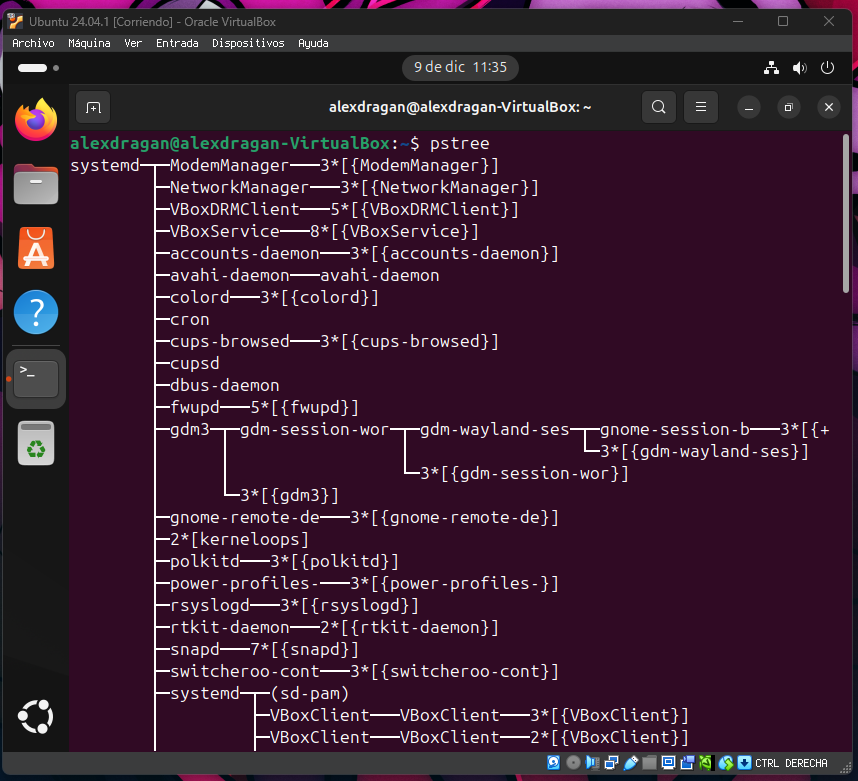 Ubuntu 24.04.1 [Corriendo] - Oracle VirtualBox
Archivo Máquina Ver Entrada Dispositivos Ayuda
9 de dic 11:35
alexdragan@alexdragan-VirtualBox: ~
alexdragan@alexdragan-VirtualBox:~$ pstree
systemd─┬─ModemManager───3*[{ModemManager}]
├─NetworkManager───3*[{NetworkManager}]
├─VBoxDRMClient───5*[{VBoxDRMClient}]
├─VBoxService───8*[{VBoxService}]
├─accounts-daemon───3*[{accounts-daemon}]
├─avahi-daemon───avahi-daemon
├─colord───3*[{colord}]
├─cron
├─cups-browsed───3*[{cups-browsed}]
├─cupsd
├─dbus-daemon
├─fwupd───5*[{fwupd}]
├─gdm3─┬─gdm-session-wor─┬─gdm-wayland-ses─┬─gnome-session-b───3*[{+
│ │ │ └─3*[{gdm-wayland-ses}]
│ │ └─3*[{gdm-session-wor}]
│ └─3*[{gdm3}]
├─gnome-remote-de───3*[{gnome-remote-de}]
├─2*[kerneloops]
├─polkitd───3*[{polkitd}]
├─power-profiles-───3*[{power-profiles-}]
├─rsyslogd───3*[{rsyslogd}]
├─rtkit-daemon───2*[{rtkit-daemon}]
├─snapd───7*[{snapd}]
├─switcheroo-cont───3*[{switcheroo-cont}]
├─systemd─┬─(sd-pam)
│ ├─VBoxClient───VBoxClient───3*[{VBoxClient}]
│ ├─VBoxClient───VBoxClient───2*[{VBoxClient}]
CTRL DERECHA